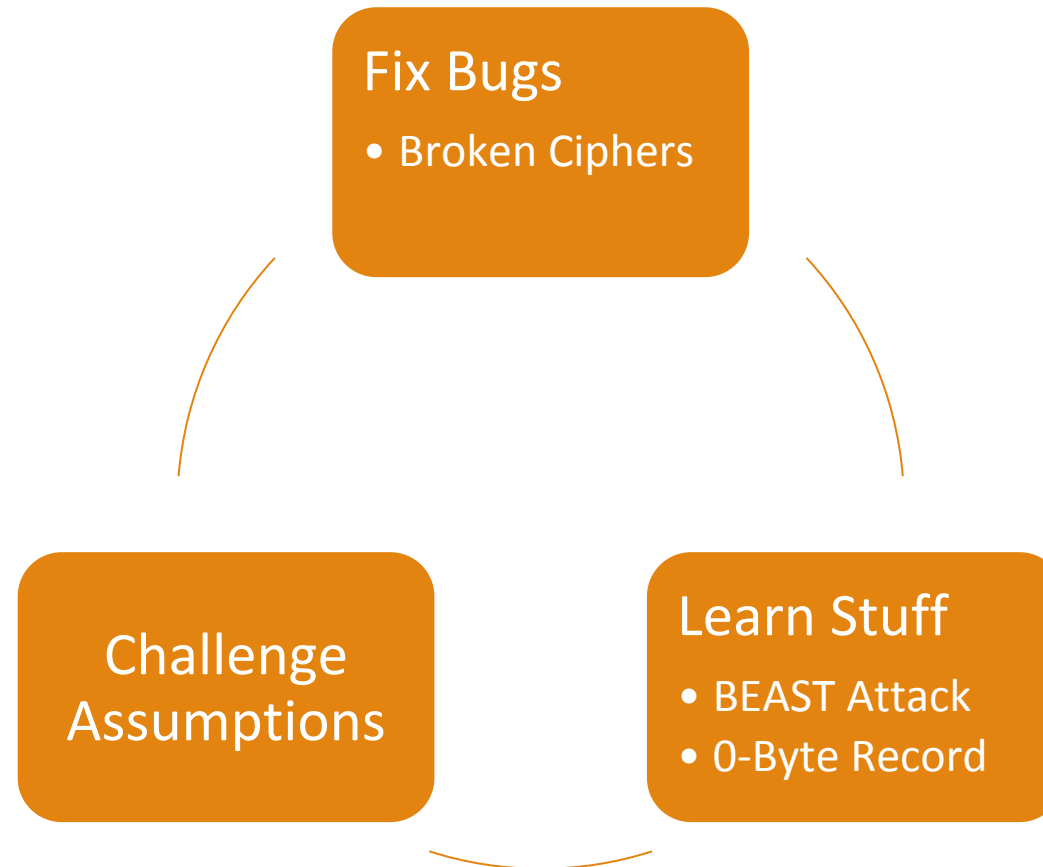 Fix Bugs
• Broken Ciphers
Challenge
Assumptions
Learn Stuff
• BEAST Attack
• 0-Byte Record